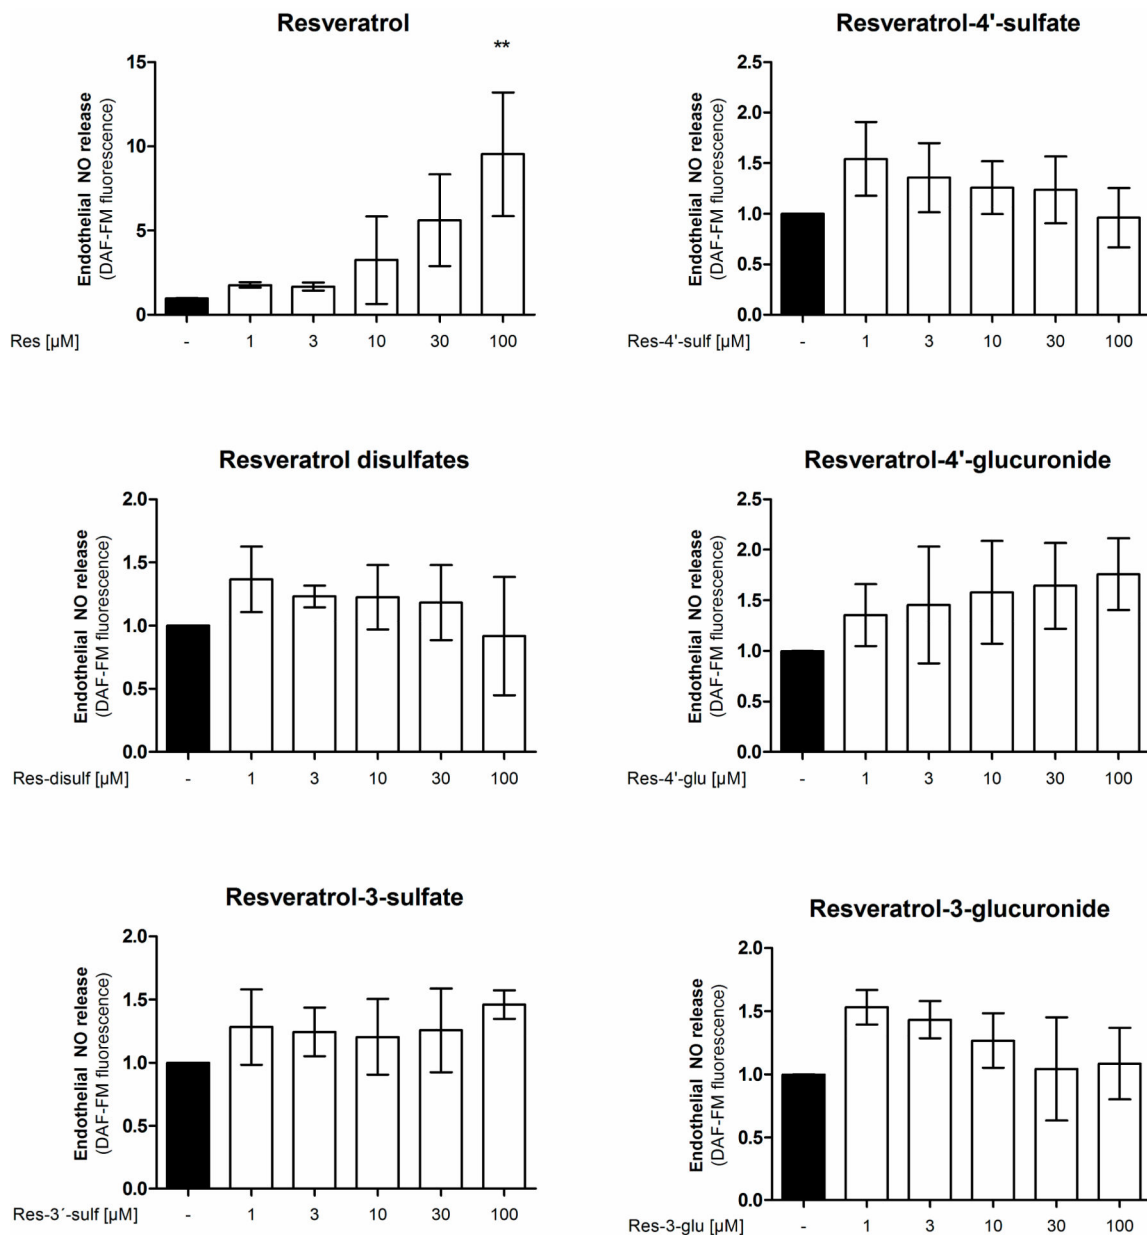 Resveratrol
**
Endothelial NO release
(DAF-FM fluorescence)
15
10
5
0
Res [µM] - 1 3 10 30 100
Resveratrol-4'-sulfate
Endothelial NO release
(DAF-FM fluorescence)
2.5
2.0
1.5
1.0
0.5
0.0
Res-4'-sulf [µM] - 1 3 10 30 100
Resveratrol disulfates
Endothelial NO release
(DAF-FM fluorescence)
2.0
1.5
1.0
0.5
0.0
Res-disulf [µM] - 1 3 10 30 100
Resveratrol-4'-glucuronide
Endothelial NO release
(DAF-FM fluorescence)
2.5
2.0
1.5
1.0
0.5
0.0
Res-4'-glu [µM] - 1 3 10 30 100
Resveratrol-3-sulfate
Endothelial NO release
(DAF-FM fluorescence)
2.0
1.5
1.0
0.5
0.0
Res-3´-sulf [µM] - 1 3 10 30 100
Resveratrol-3-glucuronide
Endothelial NO release
(DAF-FM fluorescence)
2.0
1.5
1.0
0.5
0.0
Res-3-glu [µM] - 1 3 10 30 100